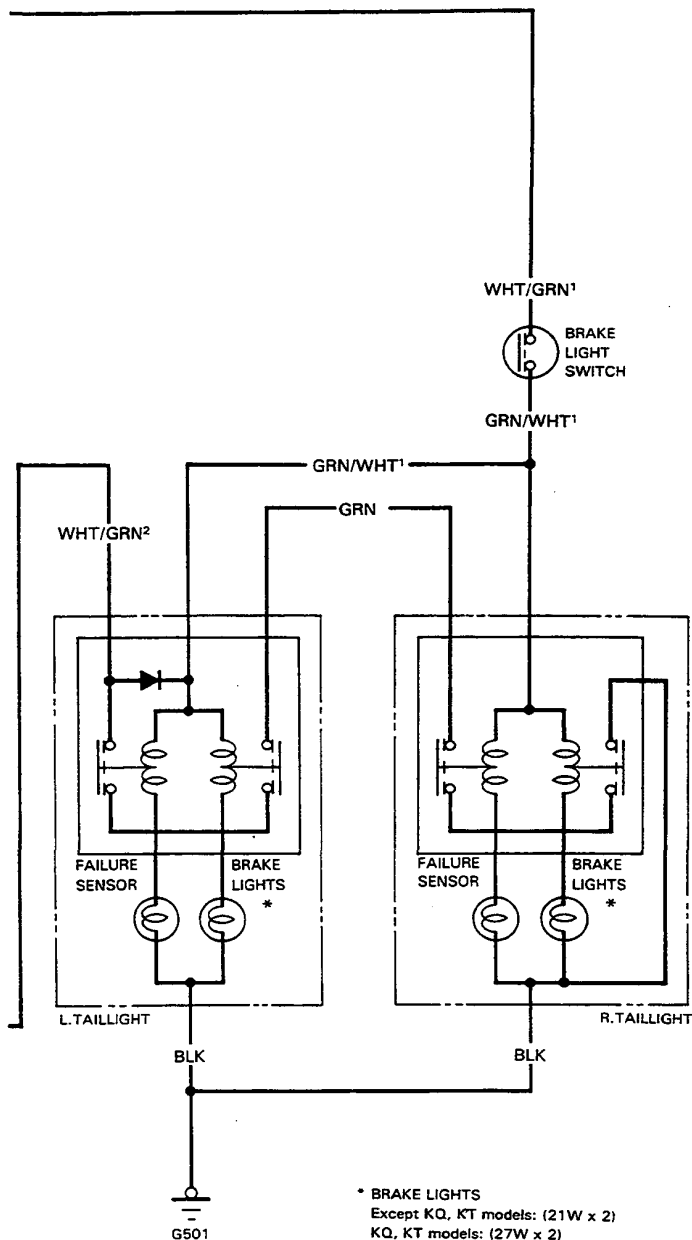 WHT/GRN¹
BRAKE
LIGHT
SWITCH
GRN/WHT¹
GRN/WHT¹
GRN
WHT/GRN²
FAILURE
SENSOR
BRAKE
LIGHTS
*
FAILURE
SENSOR
BRAKE
LIGHTS
*
L.TAILLIGHT
R.TAILLIGHT
BLK
BLK
G501
* BRAKE LIGHTS
Except KQ, KT models: (21W x 2)
KQ, KT models: (27W x 2)